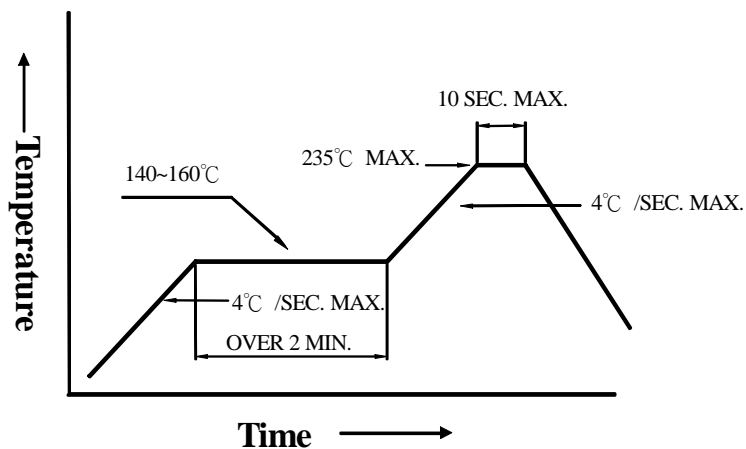 10 SEC. MAX.
235℃ MAX.
140~160℃
4℃ /SEC. MAX.
4℃ /SEC. MAX.
OVER 2 MIN.
Temperature
Time